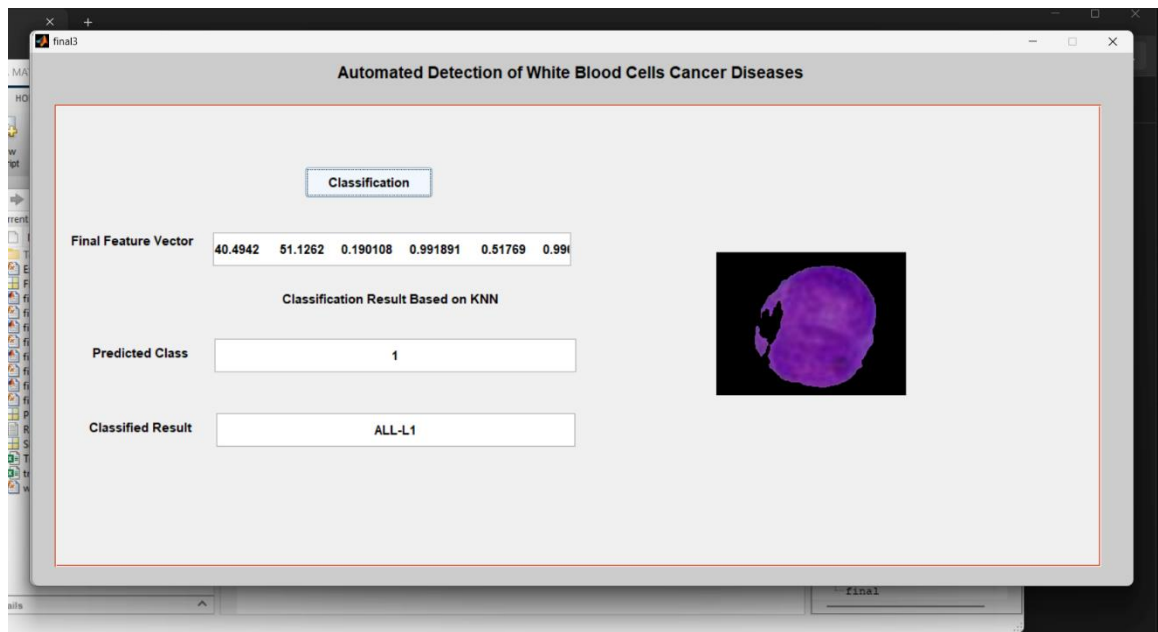 final3
Automated Detection of White Blood Cells Cancer Diseases
Classification
Final Feature Vector
40.4942 51.1262 0.190108 0.991891 0.51769
Classification Result Based on KNN
Predicted Class
1
Classified Result
ALL-L1
final